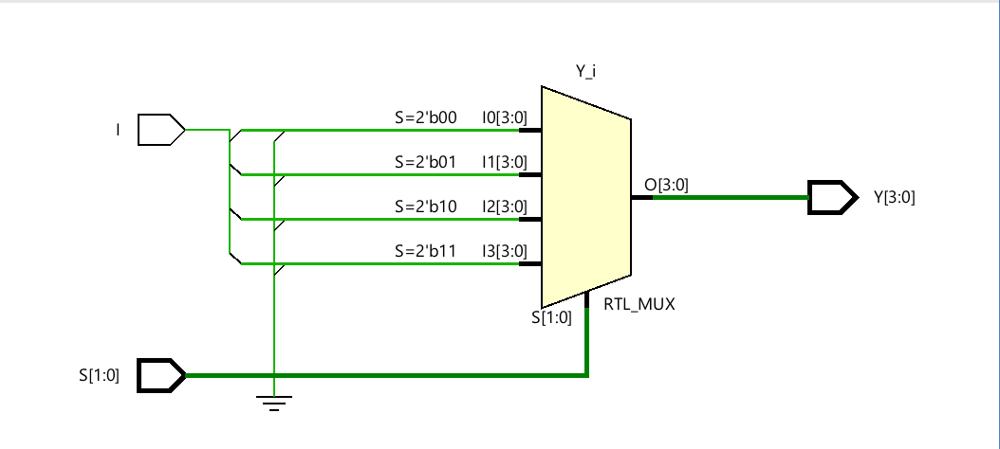 Y_i
I
S=2'b00 I0[3:0]
S=2'b01 I1[3:0]
S=2'b10 I2[3:0]
S=2'b11 I3[3:0]
O[3:0]
Y[3:0]
RTL_MUX
S[1:0]
S[1:0]